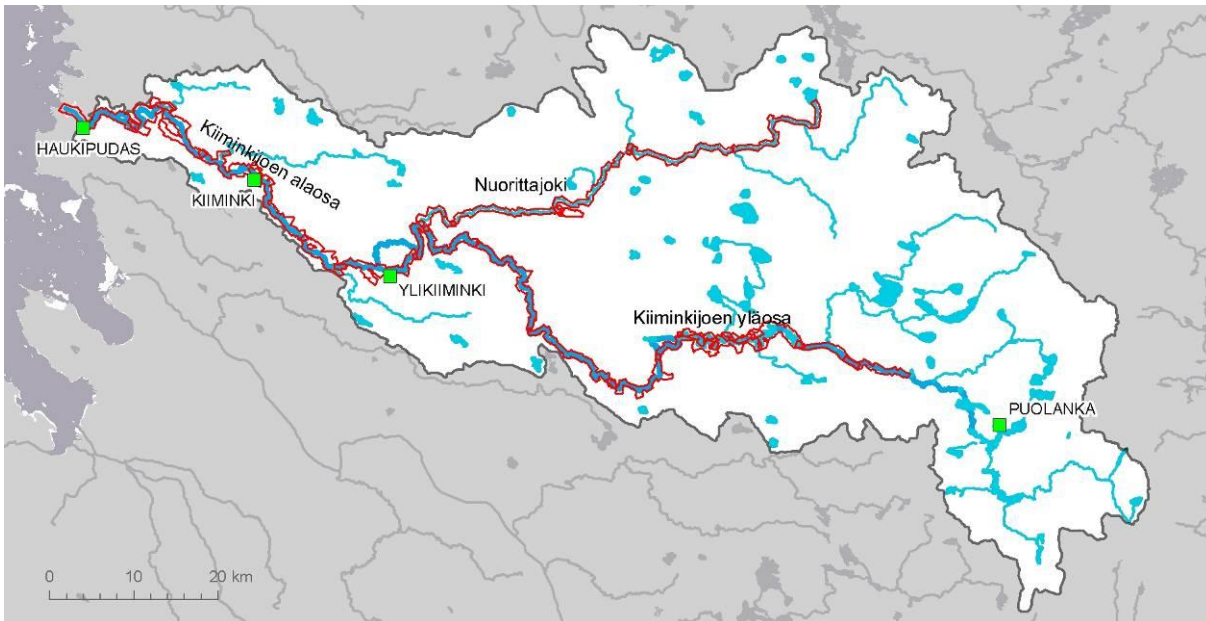 HAUKIPUDAS
Kiiminkijoen alaosa
KIIMINKI
Nuorittajoki
YLIKIIMINKI
Kiiminkijoen yläosa
PUOLANKA
0 10 20 km